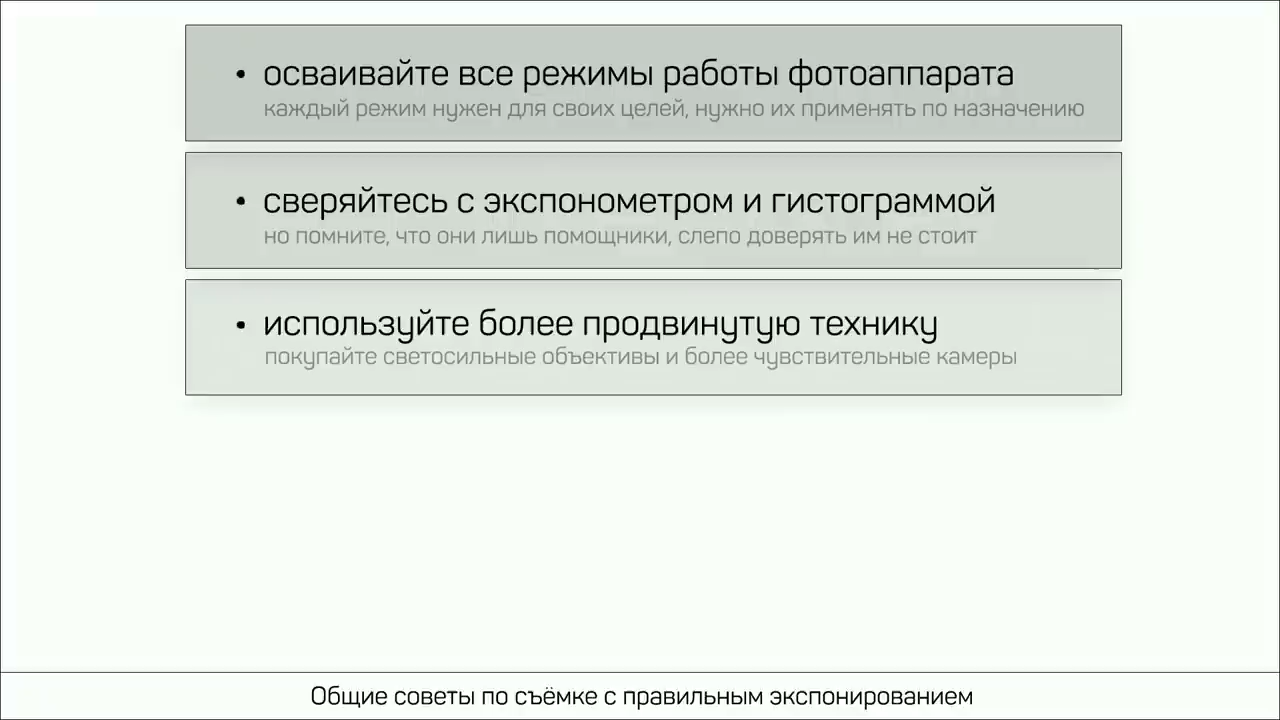 • осваивайте все режимы работы фотоаппарата
каждый режим нужен для своих целей, нужно их применять по назначению
• сверяйтесь с экспонометром и гистограммой
но помните, что они лишь помощники, слепо доверять им не стоит
• используйте более продвинутую технику
покупайте светосильные объективы и более чувствительные камеры
Общие советы по съёмке с правильным экспонированием